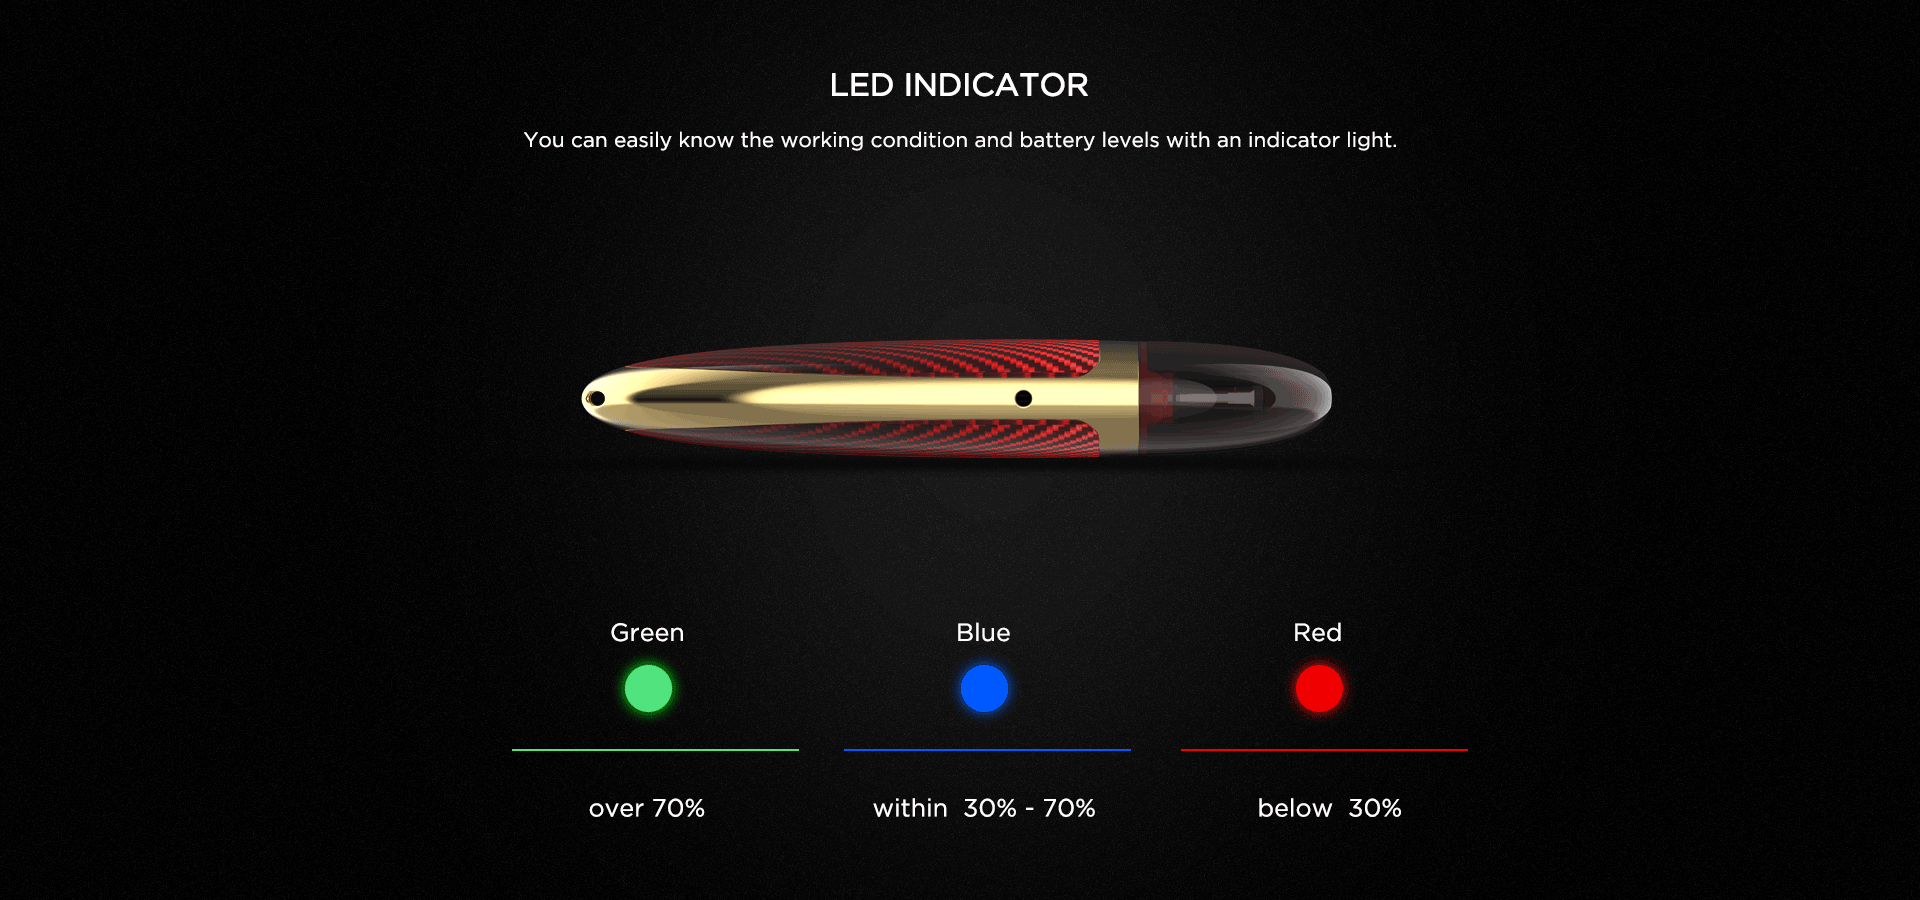 LED INDICATOR
You can easily know the working condition and battery levels with an indicator light.
Green
Blue
Red
over 70%
within 30% - 70%
below 30%